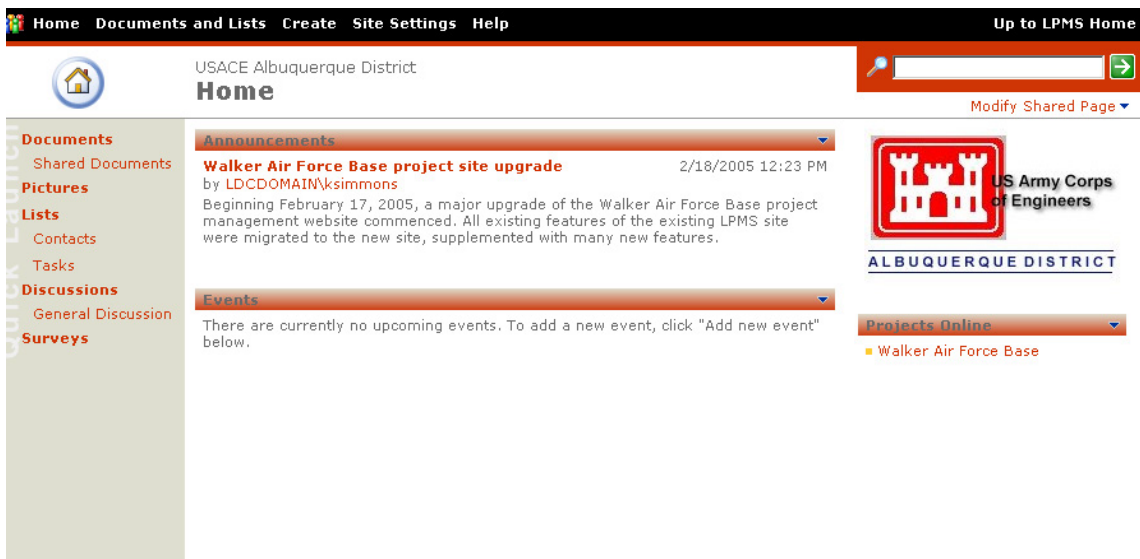 Home Documents and Lists Create Site Settings Help Up to LPMS Home
USACE Albuquerque District
Home
Modify Shared Page
Quick Launch
Documents
Shared Documents
Pictures
Lists
Contacts
Tasks
Discussions
General Discussion
Surveys
Announcements
Walker Air Force Base project site upgrade 2/18/2005 12:23 PM
by LDCDOMAIN\ksimmons
Beginning February 17, 2005, a major upgrade of the Walker Air Force Base project
management website commenced. All existing features of the existing LPMS site
were migrated to the new site, supplemented with many new features.
Events
There are currently no upcoming events. To add a new event, click "Add new event"
below.
US Army Corps
of Engineers
ALBUQUERQUE DISTRICT
Projects Online
Walker Air Force Base